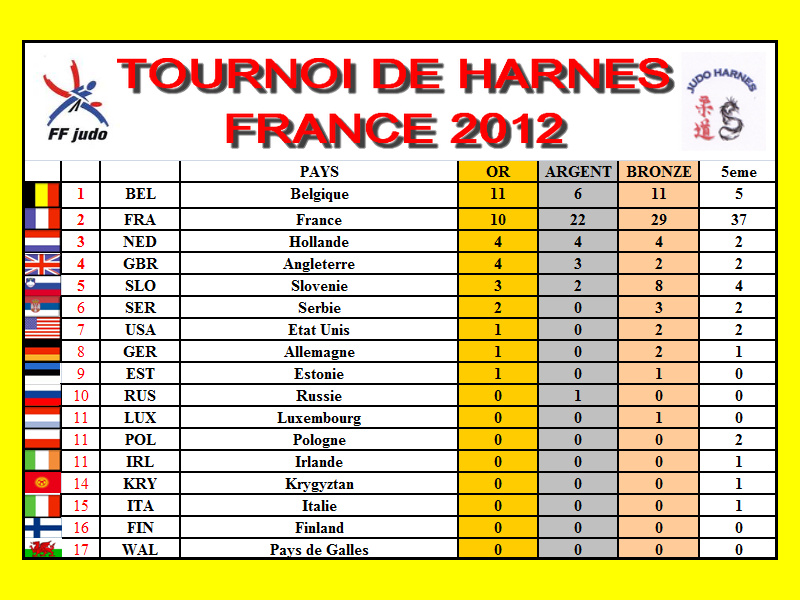 TOURNOI DE HARNES
FRANCE 2012
FF judo
JUDO HARNES
柔道
PAYS OR ARGENT BRONZE 5eme
1 BEL Belgique 11 6 11 5
2 FRA France 10 22 29 37
3 NED Hollande 4 4 4 2
4 GBR Angleterre 4 3 2 2
5 SLO Slovenie 3 2 8 4
6 SER Serbie 2 0 3 2
7 USA Etat Unis 1 0 2 2
8 GER Allemagne 1 0 2 1
9 EST Estonie 1 0 1 0
10 RUS Russie 0 1 0 0
11 LUX Luxembourg 0 0 1 0
11 POL Pologne 0 0 0 2
11 IRL Irlande 0 0 0 1
14 KRY Krygyztan 0 0 0 1
15 ITA Italie 0 0 0 1
16 FIN Finland 0 0 0 0
17 WAL Pays de Galles 0 0 0 0